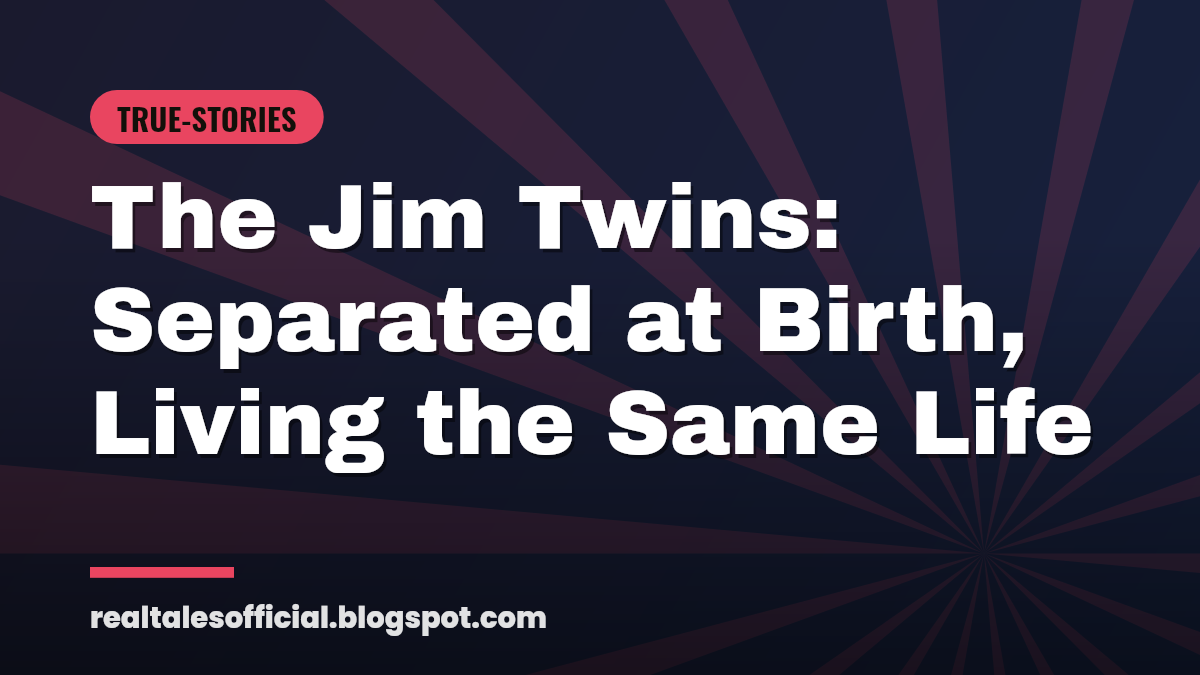 TRUE-STORIES
The Jim Twins:
Separated at Birth,
Living the Same Life
realtalesofficial.blogspot.com